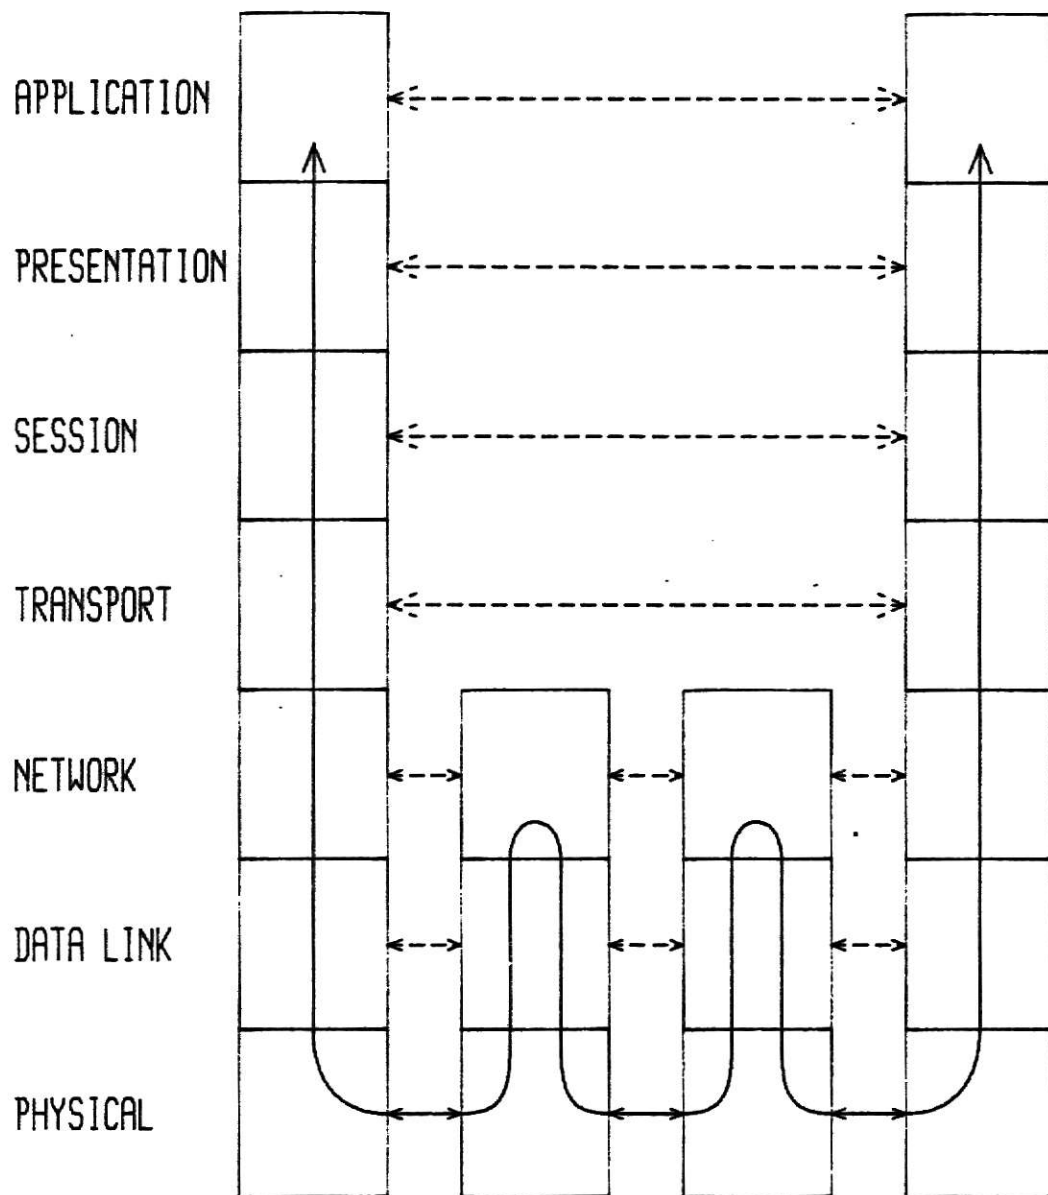 APPLICATION
PRESENTATION
SESSION
TRANSPORT
NETWORK
DATA LINK
PHYSICAL